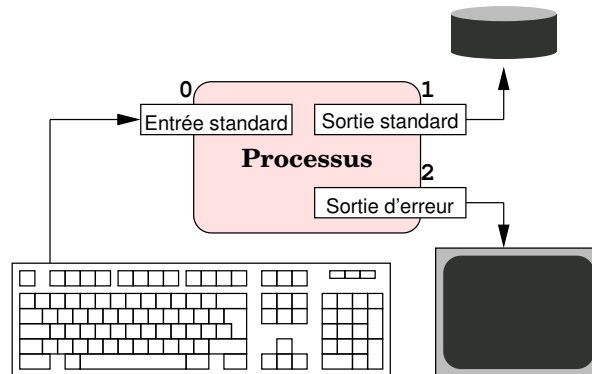 0
1
Entrée standard
Sortie standard
Processus
2
Sortie d'erreur